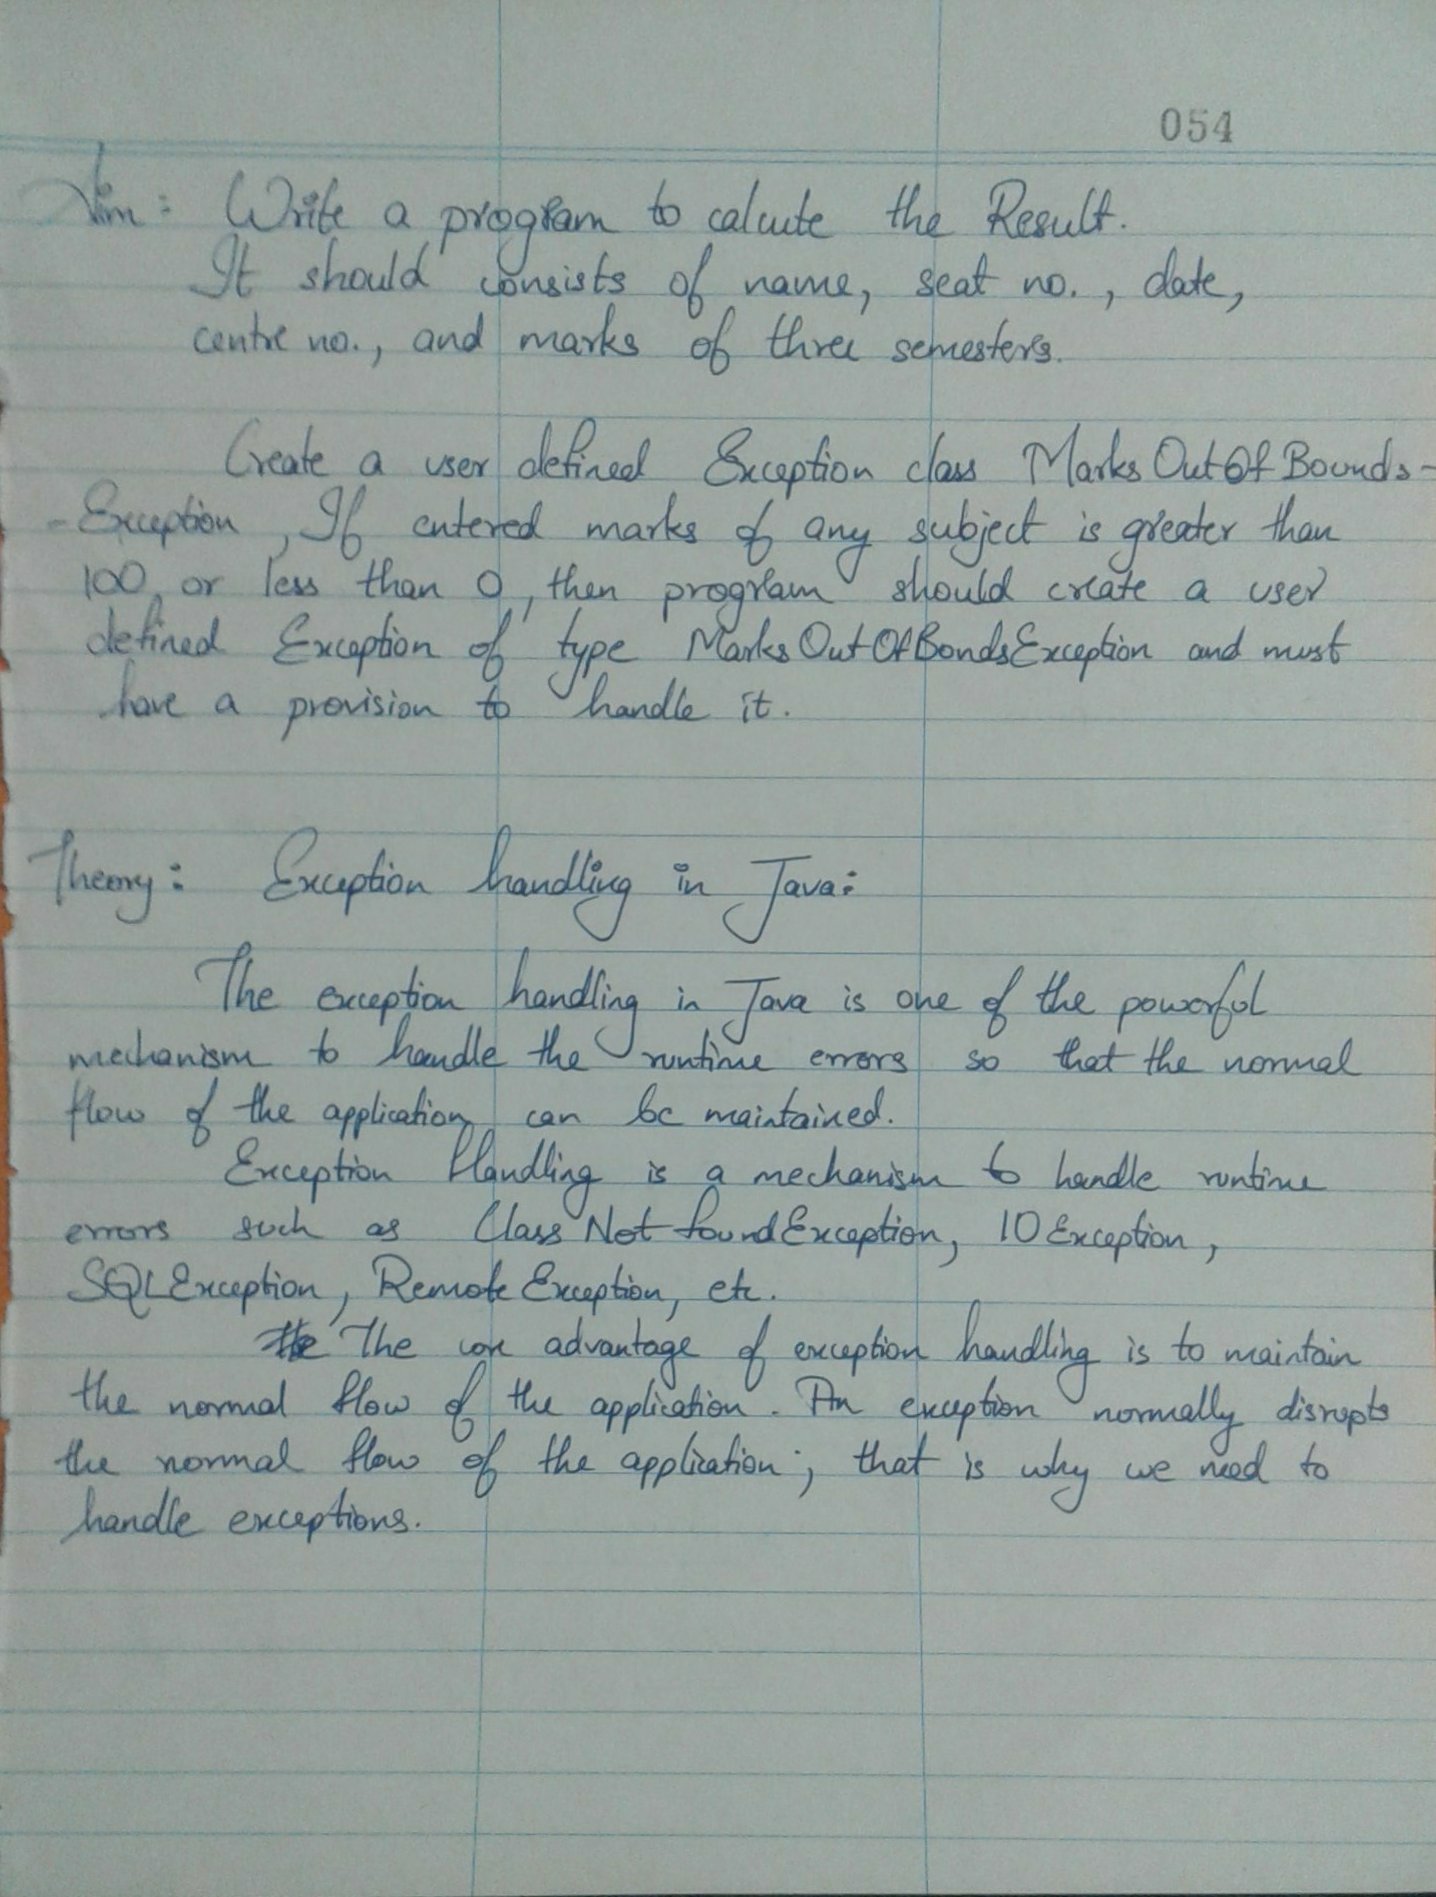 054
Aim: Write a program to calcute the Result.
It should consists of name, seat no., date,
centre no., and marks of three semesters.
Create a user defined Exception class MarksOutOfBounds-
-Exception, If entered marks of any subject is greater than
100, or less than 0, then program should create a user
defined Exception of type MarksOutOfBondsException and must
have a provision to handle it.
Theory: Exception handling in Java:
The exception handling in Java is one of the powerful
mechanism to handle the runtime errors so that the normal
flow of the application can be maintained.
Exception Handling is a mechanism to handle runtime
errors such as ClassNotFoundException, IOException,
SQLException, RemoteException, etc.
The core advantage of exception handling is to maintain
the normal flow of the application. An exception normally disrupts
the normal flow of the application; that is why we need to
handle exceptions.